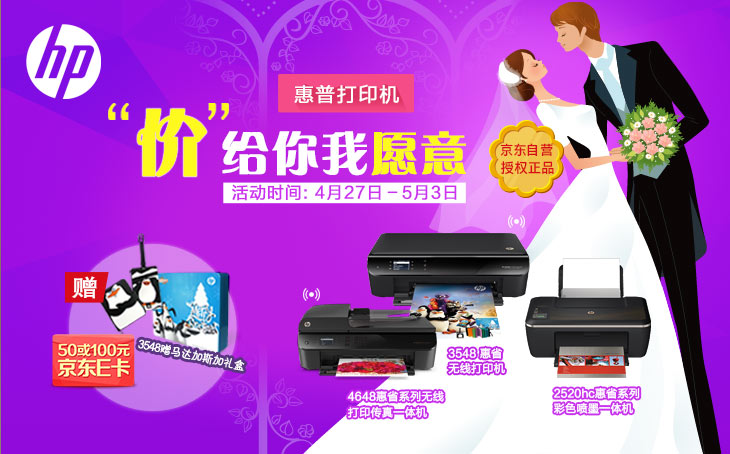 hp
惠普打印机
“价”给你我愿意
活动时间：4月27日－5月3日
京东自营
授权正品
赠
50或100元
京东E卡
3548赠马达加斯加礼盒
4648惠省系列无线
打印传真一体机
3548 惠省
无线打印机
2520hc惠省系列
彩色喷墨一体机